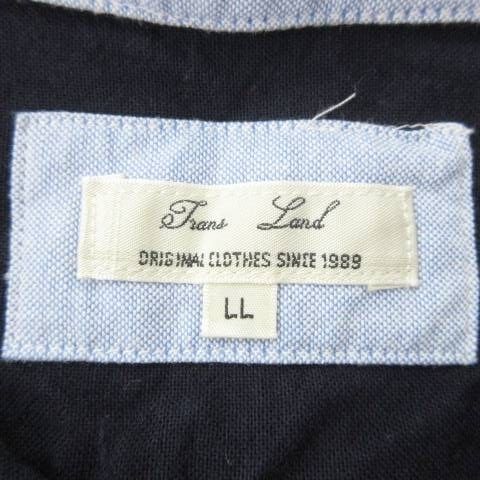 Trans Land
ORIGINAL CLOTHES SINCE 1989
LL